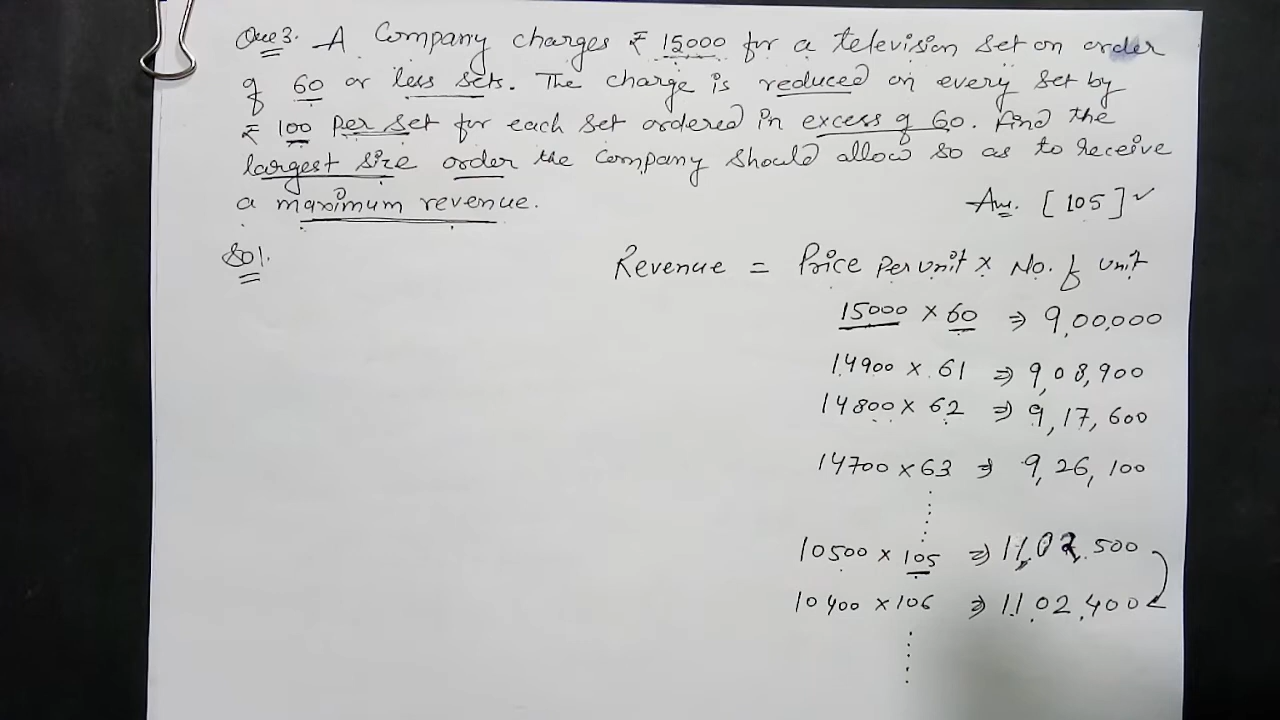 Que 3. A Company charges ₹ 15000 for a television set on order
of 60 or less sets. The charge is reduced on every set by
₹ 100 per set for each set ordered in excess of 60. Find the
largest size order the company should allow so as to receive
a maximum revenue.
Ans. [105] ✓
Sol.
Revenue = Price per unit × No. of unit
15000 × 60 ⇒ 9,00,000
14900 × 61 ⇒ 9,08,900
14800 × 62 ⇒ 9,17,600
14700 × 63 ⇒ 9,26,100
10500 × 105 ⇒ 11,02,500
10400 × 106 ⇒ 11,02,400